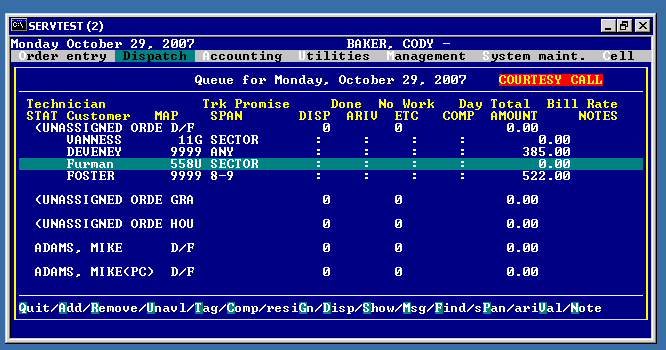 SERVTEST (2)
Monday October 29, 2007 BAKER, CODY -
Order entry Dispatch Accounting Utilities Management System maint. Cell
Queue for Monday, October 29, 2007 COURTESY CALL
Technician Trk Promise Done No Work Day Total Bill Rate
STAT Customer MAP SPAN DISP ARIV ETC COMP AMOUNT NOTES
(UNASSIGNED ORDE D/F 0 0 0.00
VANNESS 11G SECTOR : : : : 0.00
DEVENEY 9999 ANY : : : : 385.00
Furman 558U SECTOR : : : : 0.00
FOSTER 9999 8-9 : : : : 522.00
(UNASSIGNED ORDE GRA 0 0 0.00
(UNASSIGNED ORDE HOU 0 0 0.00
ADAMS, MIKE D/F 0 0 0.00
ADAMS, MIKE(PC) D/F 0 0 0.00
Quit/Add/Remove/Unavl/Tag/Comp/resiGn/Disp/Show/Msg/Find/sPan/ariVal/Note